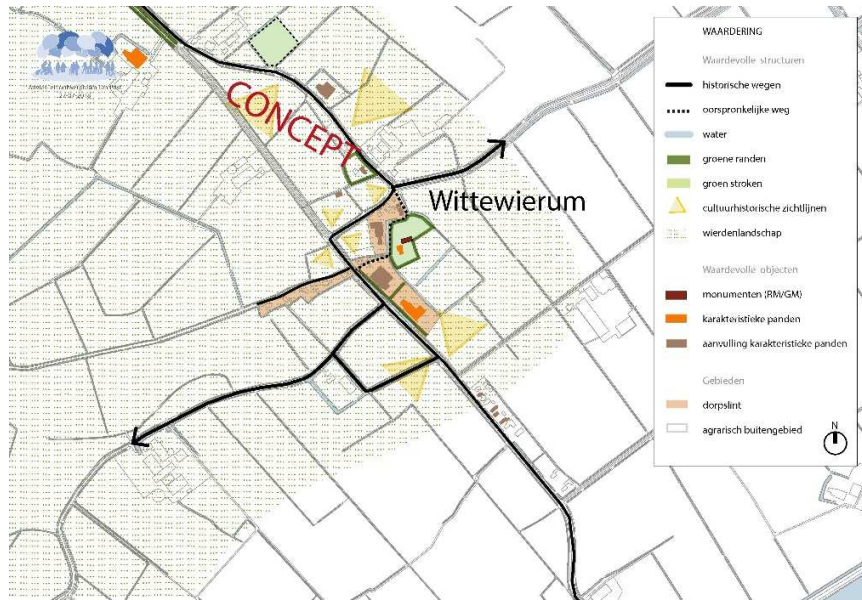 CONCEPT
Wittewierum
WAARDERING
Waardevolle structuren
historische wegen
oorspronkelijke weg
water
groene randen
groen stroken
cultuurhistorische zichtlijnen
wierdenlandschap
Waardevolle objecten
monumenten (RM/GM)
karakteristieke panden
aanvulling karakteristieke panden
Gebieden
dorpslint
agrarisch buitengebied
N